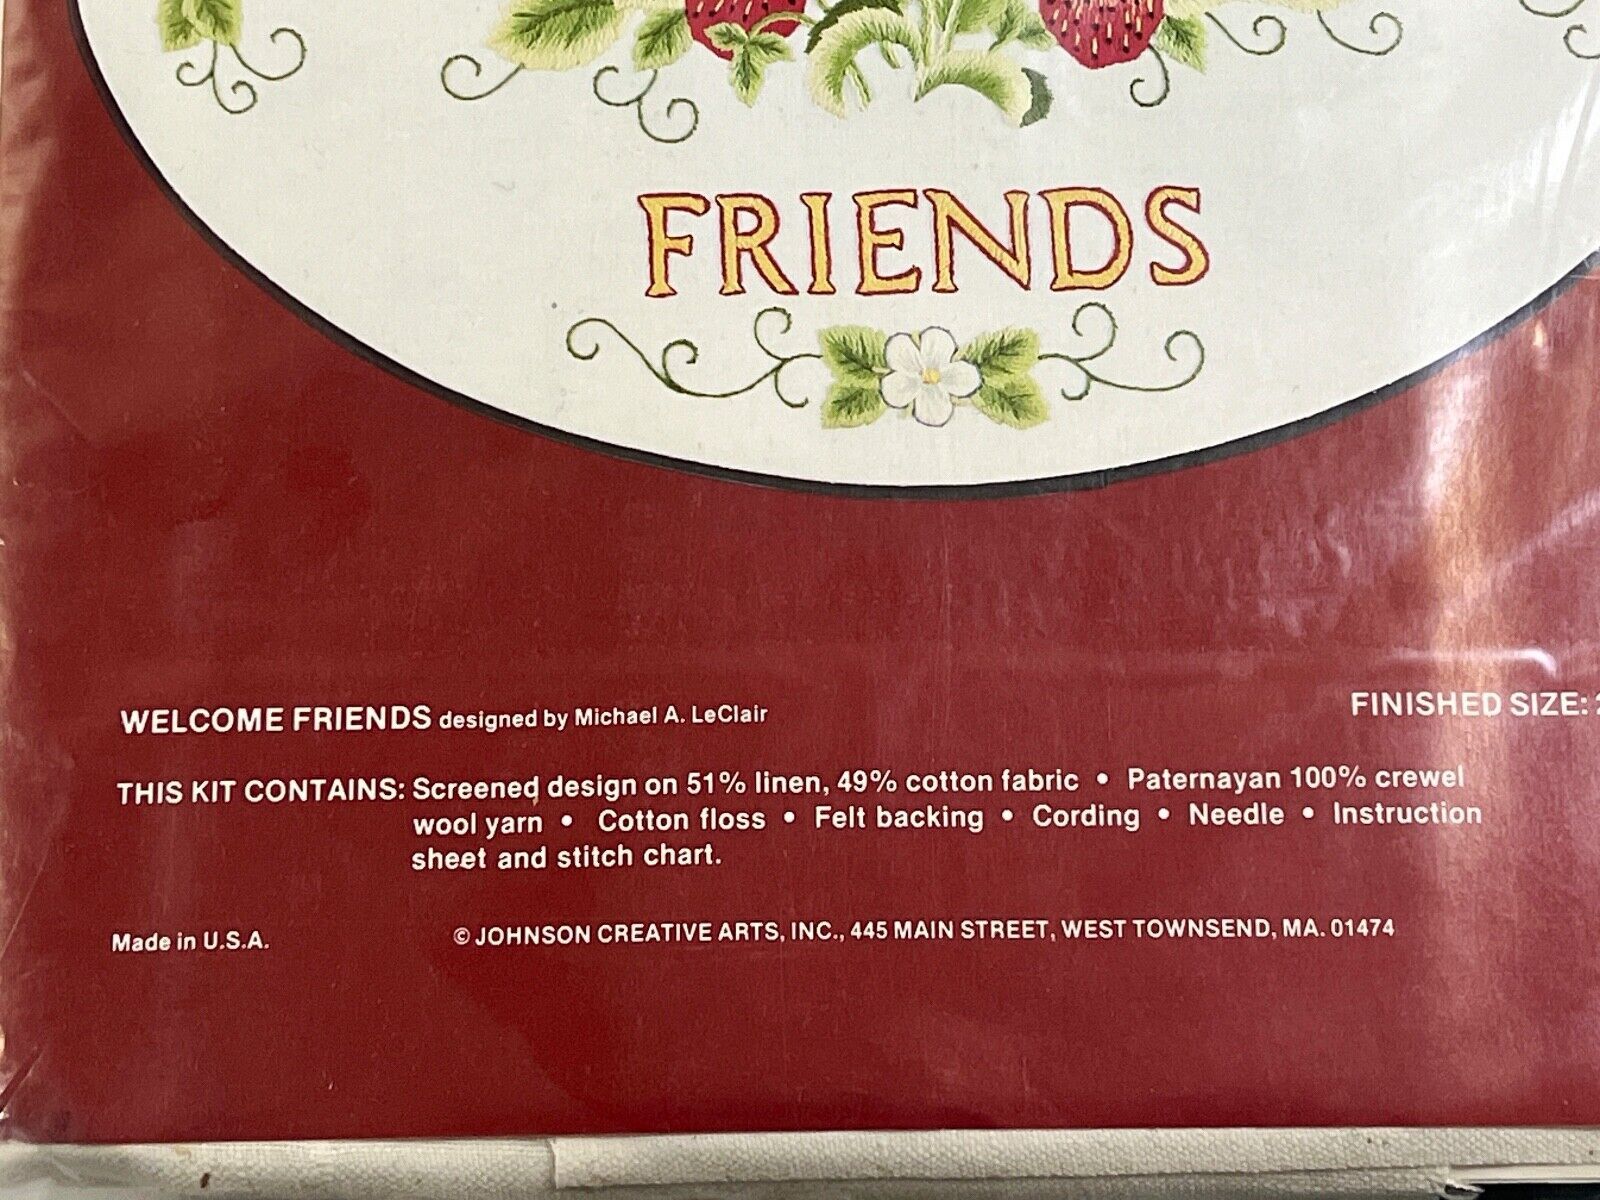 FRIENDS
WELCOME FRIENDS designed by Michael A. LeClair
FINISHED SIZE:
THIS KIT CONTAINS: Screened design on 51% linen, 49% cotton fabric • Paternayan 100% crewel
wool yarn • Cotton floss • Felt backing • Cording • Needle • Instruction
sheet and stitch chart.
Made in U.S.A.
© JOHNSON CREATIVE ARTS, INC., 445 MAIN STREET, WEST TOWNSEND, MA. 01474